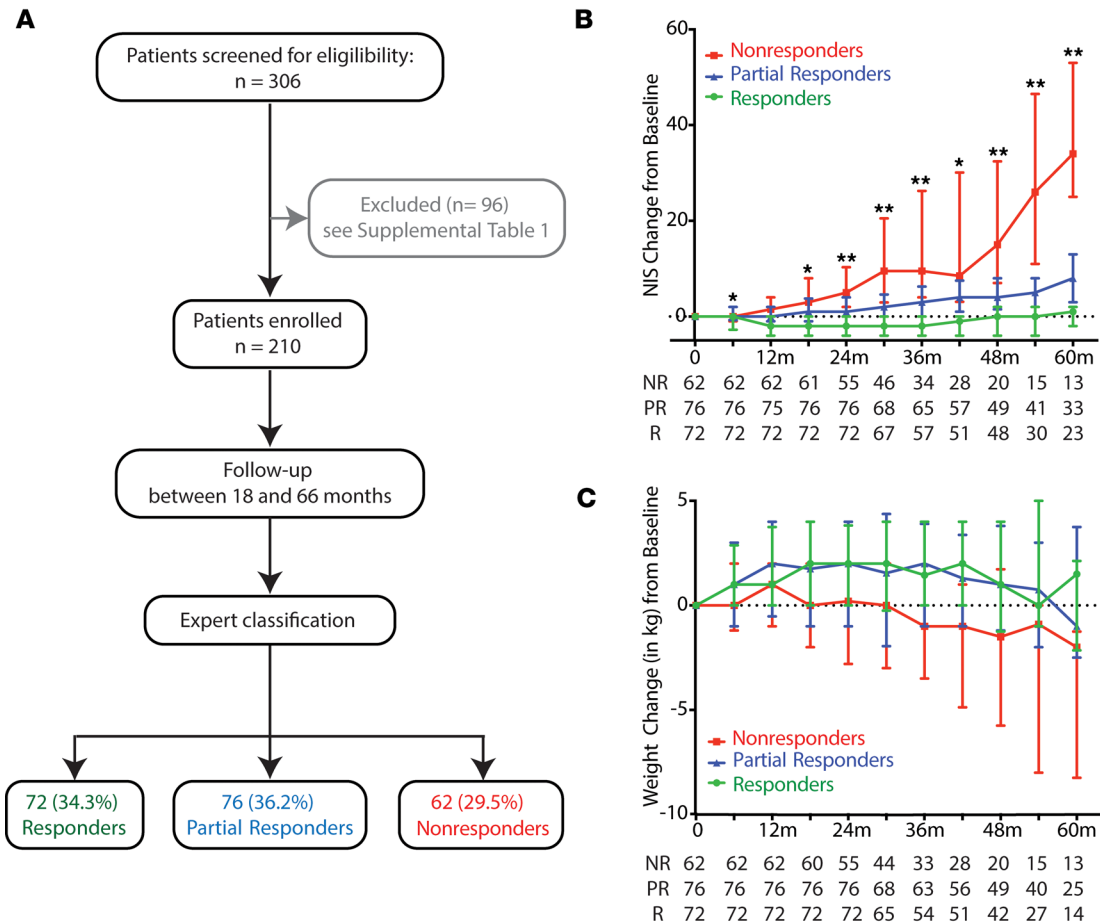 A
Patients screened for eligibility:
n = 306
Excluded (n= 96)
see Supplemental Table 1
Patients enrolled
n = 210
Follow-up
between 18 and 66 months
Expert classification
72 (34.3%)
Responders
76 (36.2%)
Partial Responders
62 (29.5%)
Nonresponders
B
NIS Change from Baseline
60
40
20
0
Nonresponders
Partial Responders
Responders
*
*
**
**
**
*
**
**
**
0 12m 24m 36m 48m 60m
NR 62 62 62 61 55 46 34 28 20 15 13
PR 76 76 75 76 76 68 65 57 49 41 33
R 72 72 72 72 72 67 57 51 48 30 23
C
Weight Change (in kg) from Baseline
5
0
-5
-10
Nonresponders
Partial Responders
Responders
0 12m 24m 36m 48m 60m
NR 62 62 62 60 55 44 33 28 20 15 13
PR 76 76 76 76 76 68 63 56 49 40 25
R 72 72 72 72 72 65 54 51 42 27 14